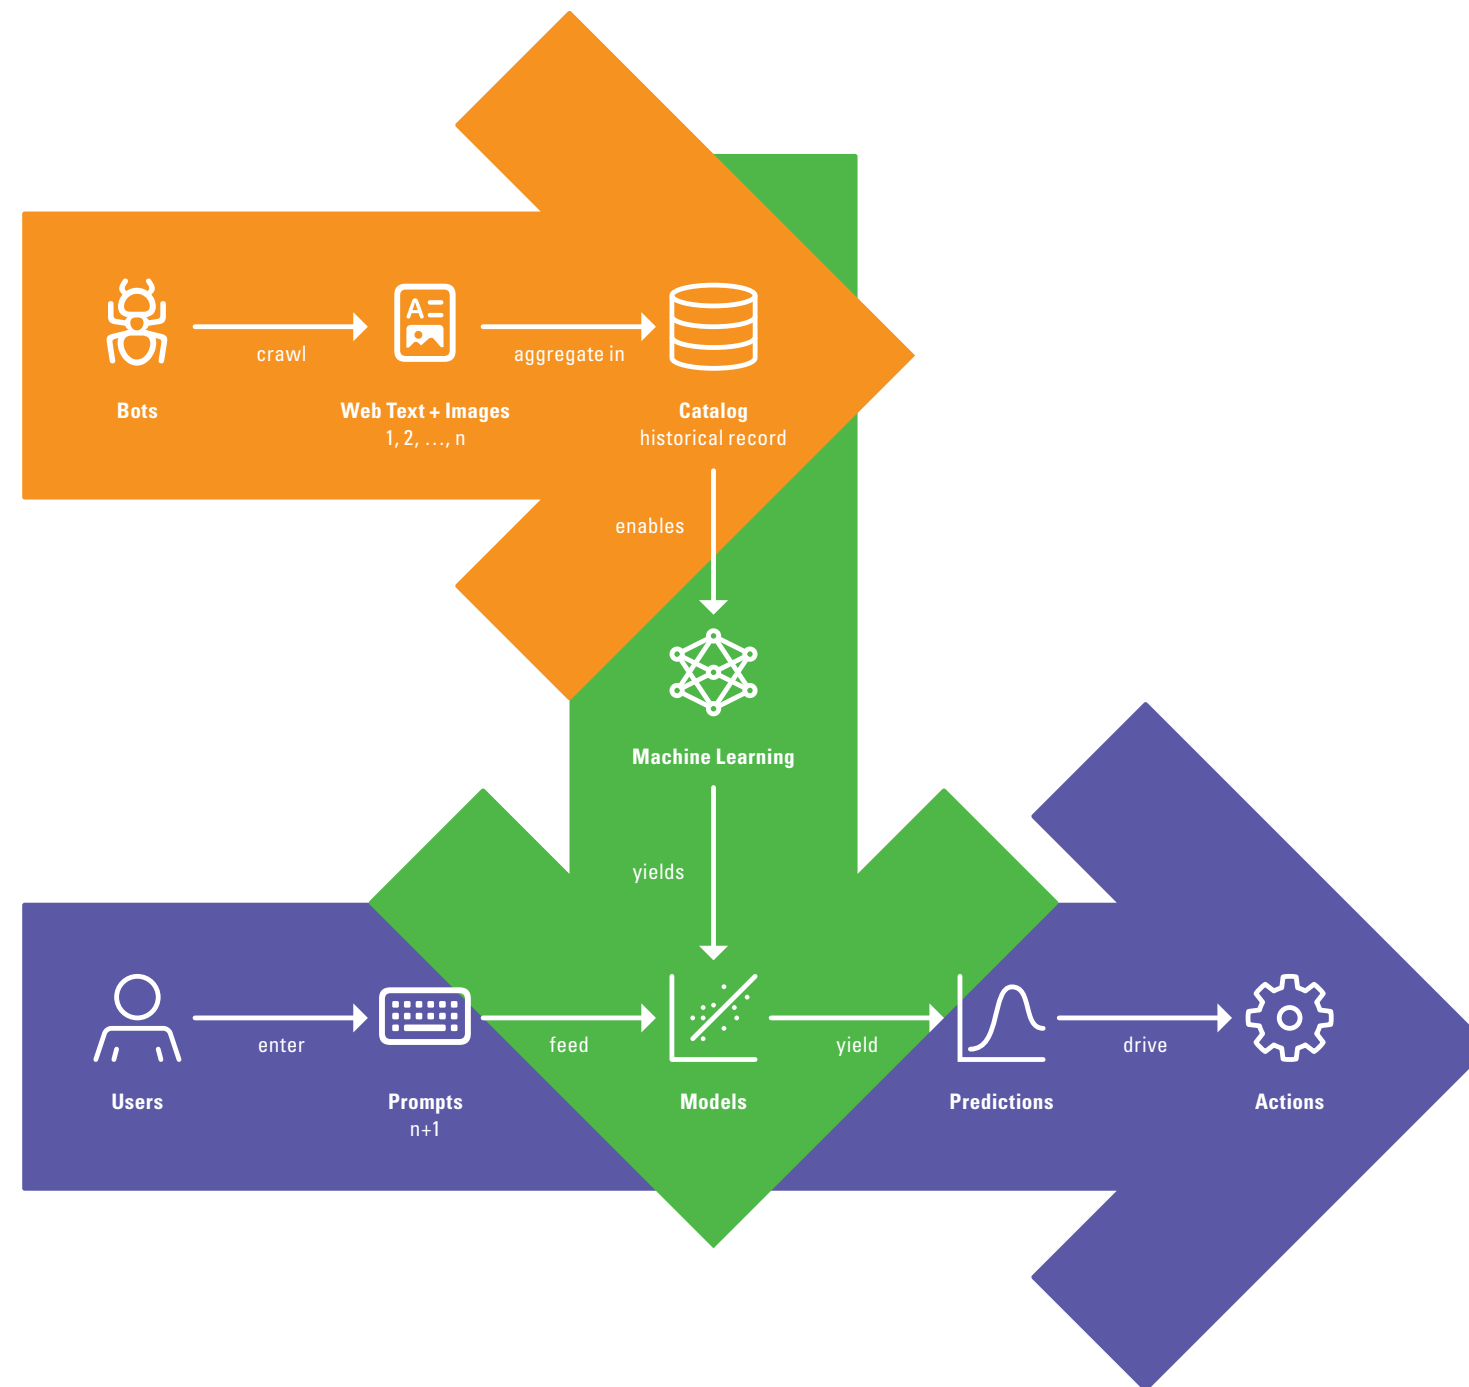 crawl
aggregate in
Bots
Web Text + Images
1, 2, …, n
Catalog
historical record
enables
Machine Learning
yields
enter
feed
yield
drive
Users
Prompts
n+1
Models
Predictions
Actions